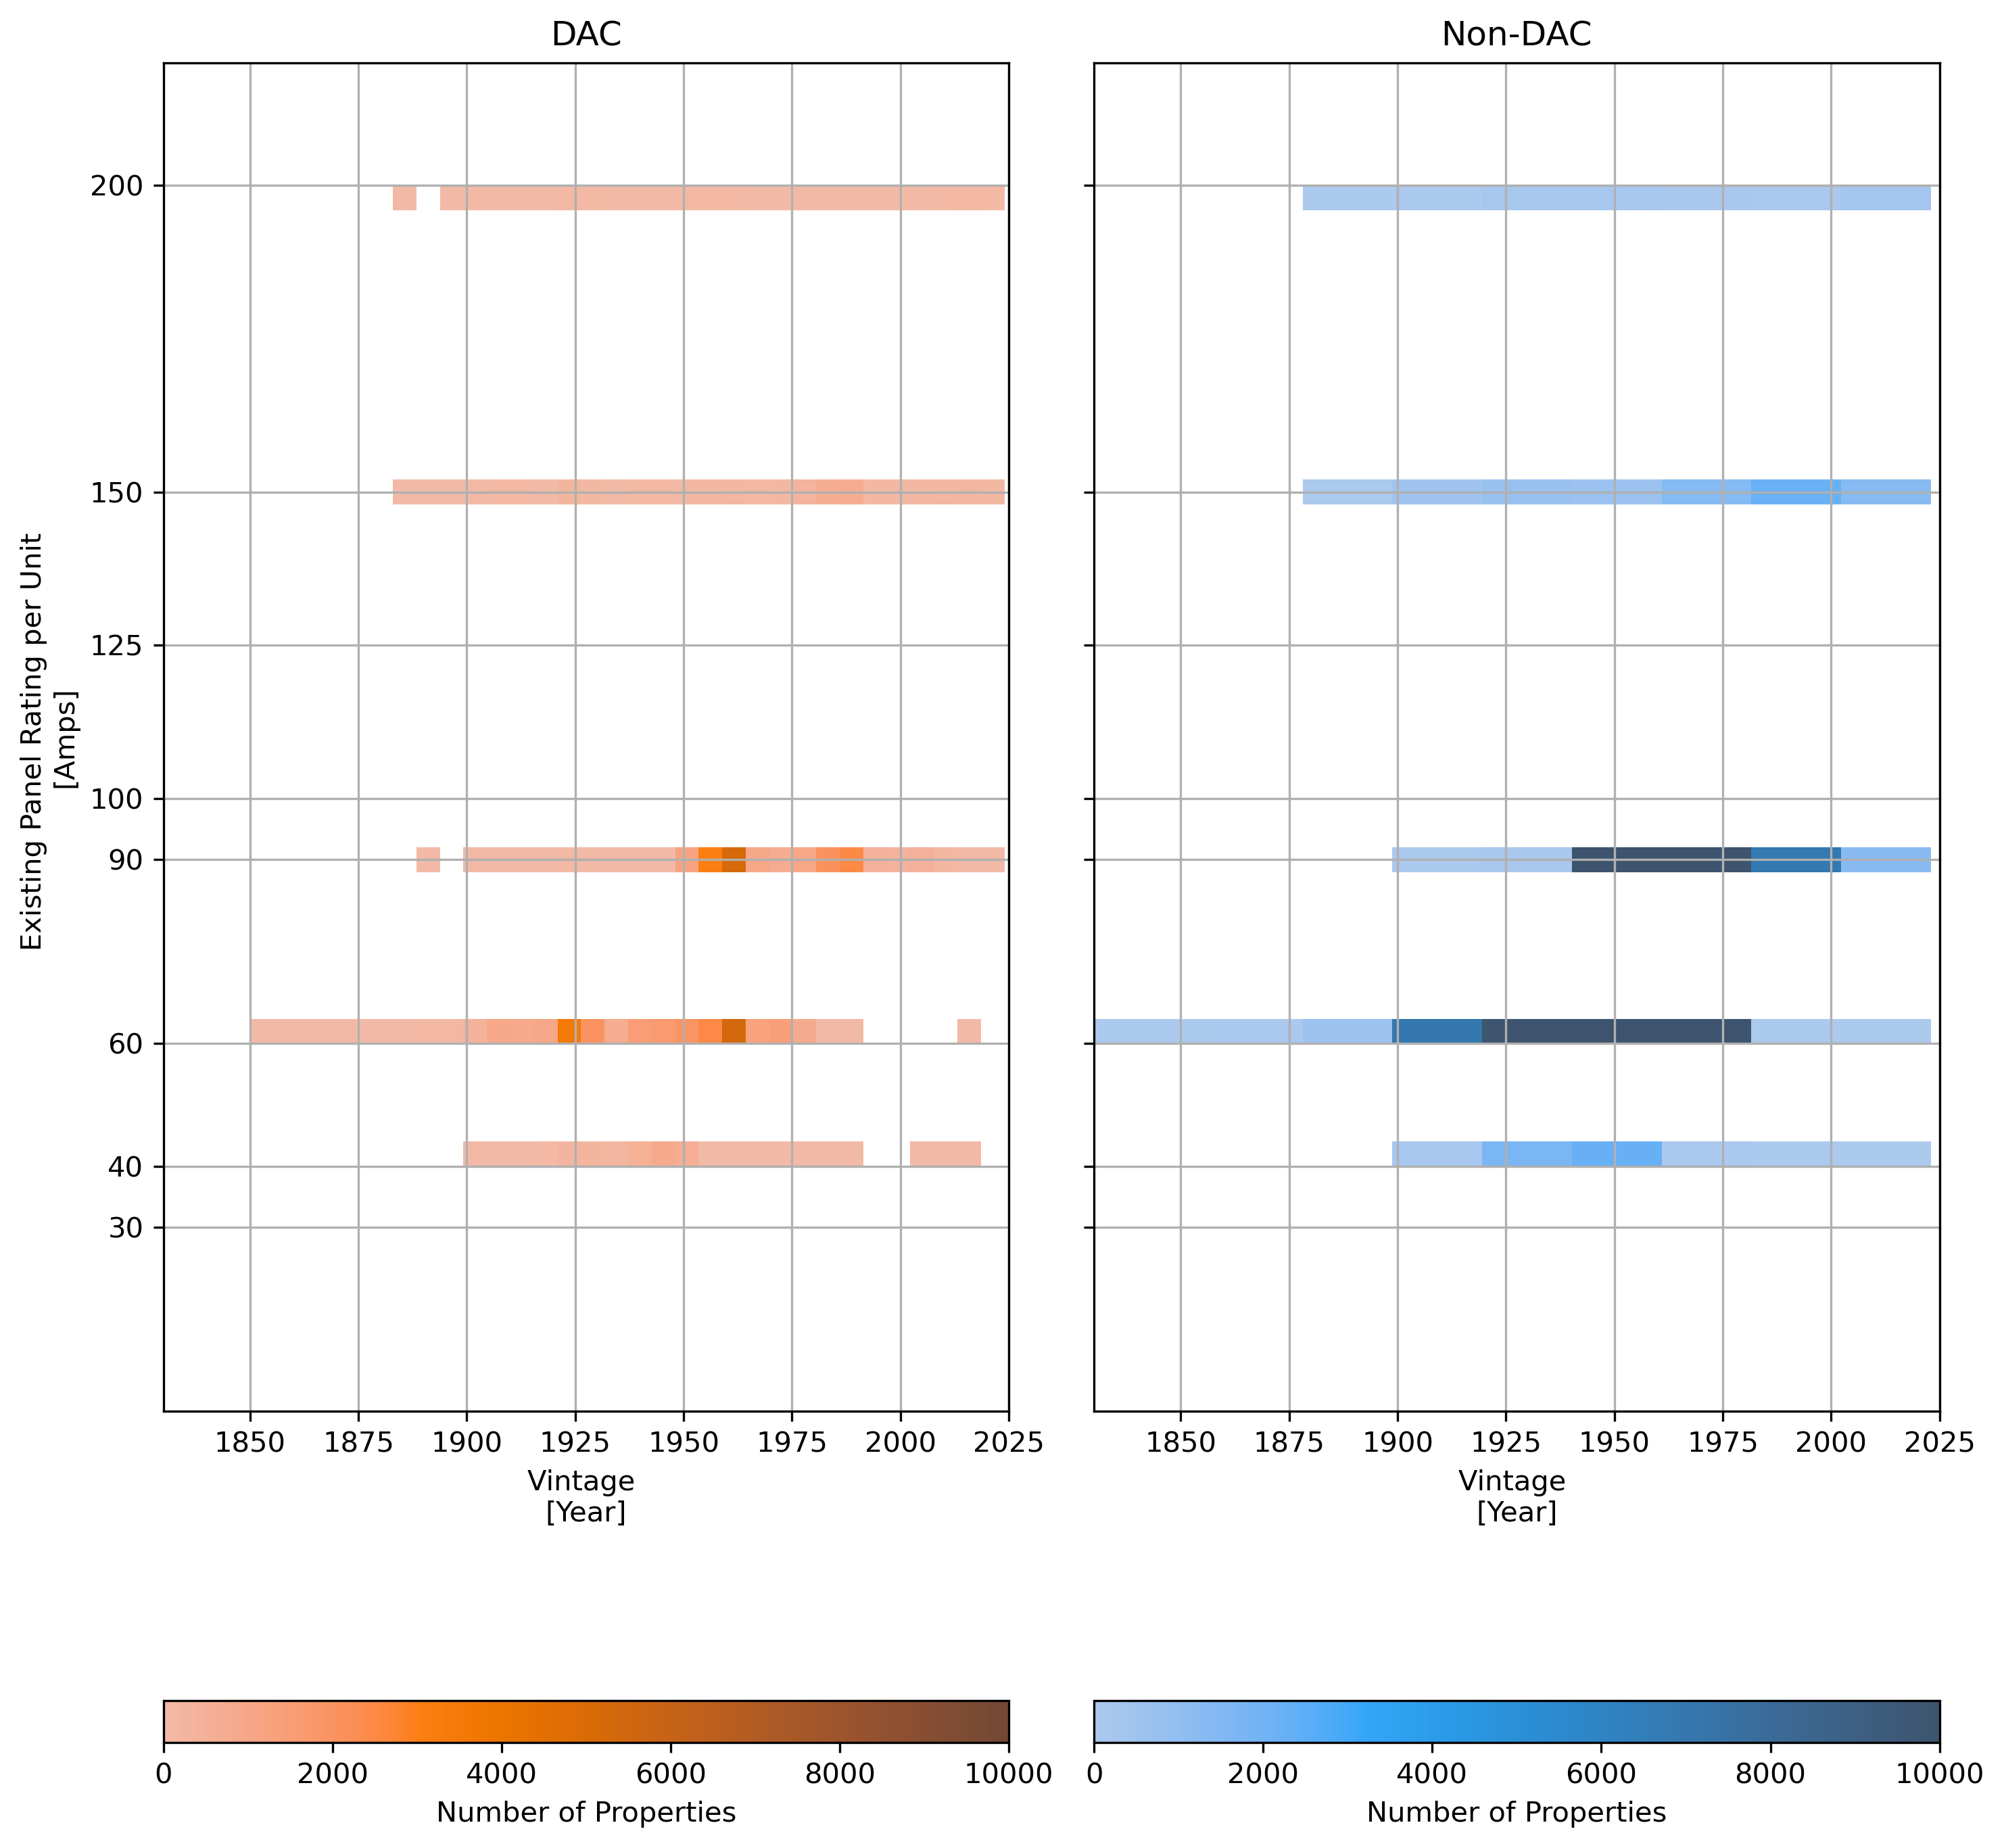 DAC
Non-DAC
Existing Panel Rating per Unit
[Amps]
200
150
125
100
90
60
40
30
1850 1875 1900 1925 1950 1975 2000 2025
Vintage
[Year]
1850 1875 1900 1925 1950 1975 2000 2025
Vintage
[Year]
0 2000 4000 6000 8000 10000
Number of Properties
0 2000 4000 6000 8000 10000
Number of Properties